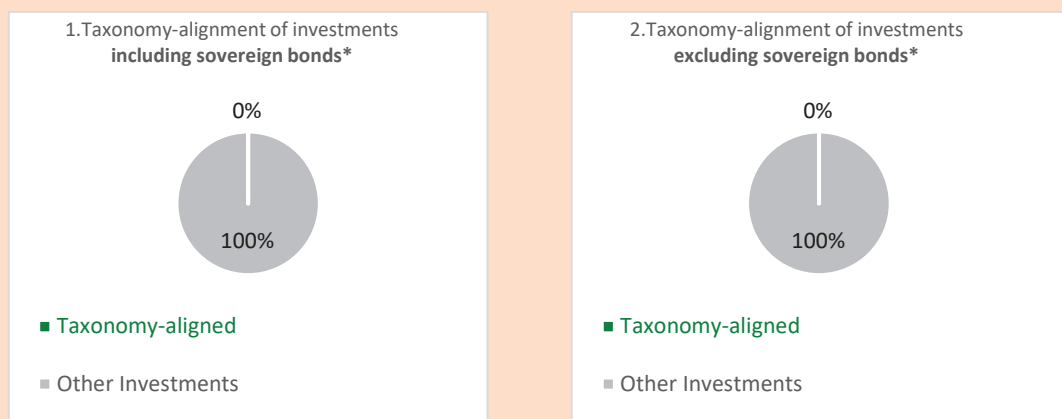 1.Taxonomy-alignment of investments
including sovereign bonds*
0%
100%
Taxonomy-aligned
Other Investments
2.Taxonomy-alignment of investments
excluding sovereign bonds*
0%
100%
Taxonomy-aligned
Other Investments